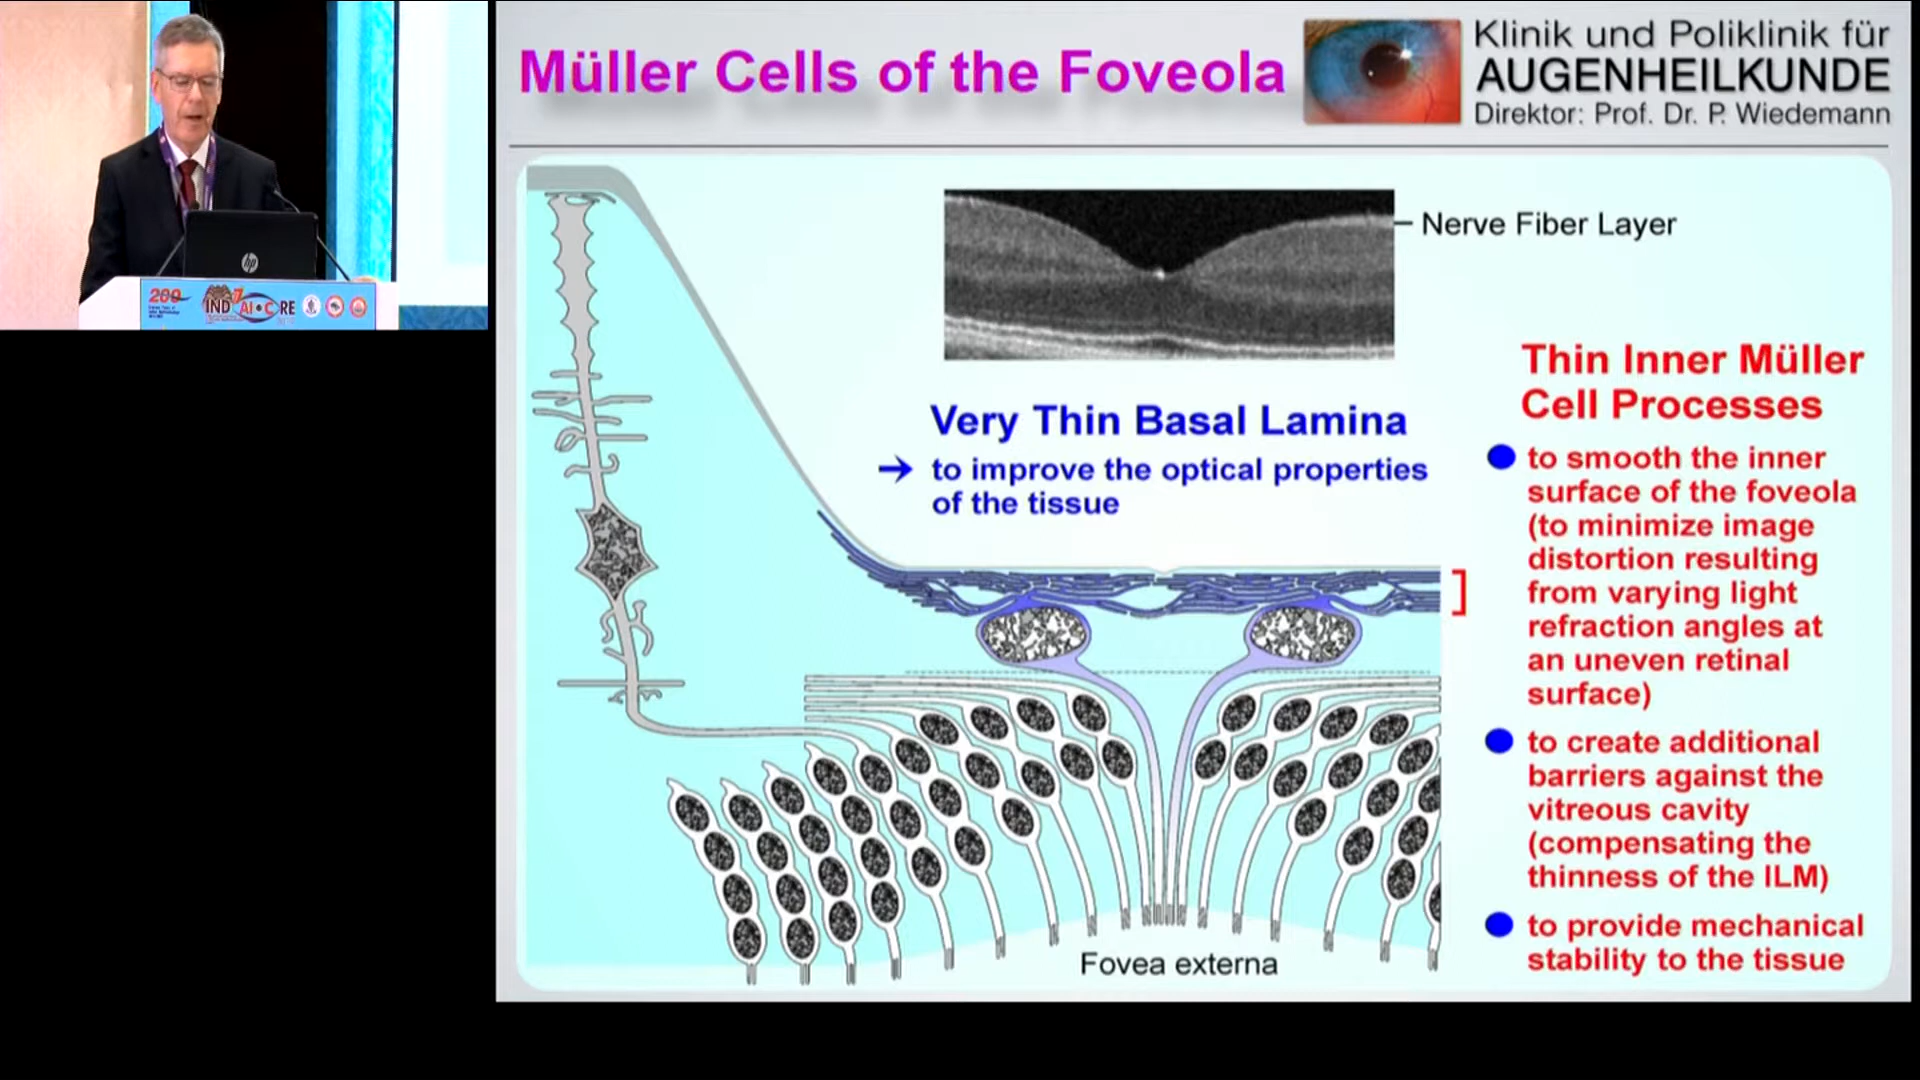 Müller Cells of the Foveola
Klinik und Poliklinik für
AUGENHEILKUNDE
Direktor: Prof. Dr. P. Wiedemann
Nerve Fiber Layer
Very Thin Basal Lamina
→ to improve the optical properties
of the tissue
Thin Inner Müller
Cell Processes
to smooth the inner
surface of the foveola
(to minimize image
distortion resulting
from varying light
refraction angles at
an uneven retinal
surface)
to create additional
barriers against the
vitreous cavity
(compensating the
thinness of the ILM)
to provide mechanical
stability to the tissue
Fovea externa
hp
200
IND AI•C RE